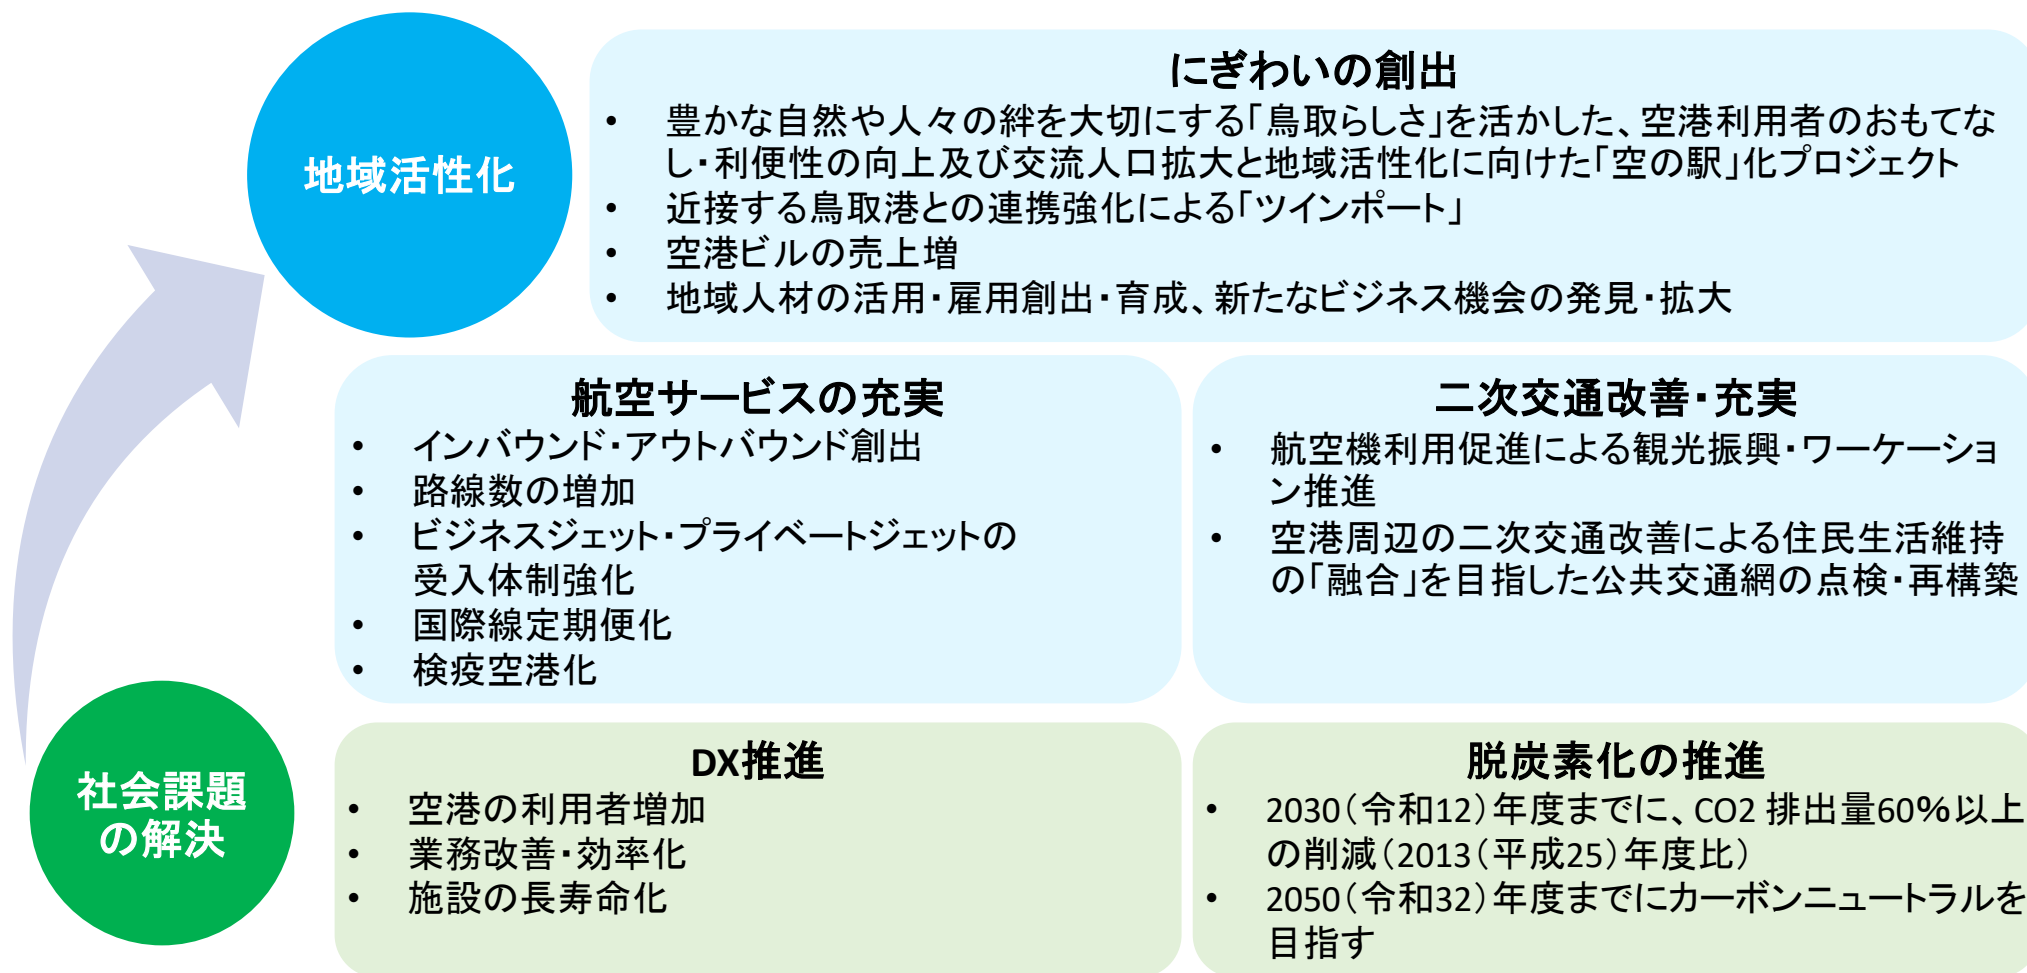 地域活性化
にぎわいの創出
• 豊かな自然や人々の絆を大切にする「鳥取らしさ」を活かした、空港利用者のおもてな
し・利便性の向上及び交流人口拡大と地域活性化に向けた「空の駅」化プロジェクト
• 近接する鳥取港との連携強化による「ツインポート」
• 空港ビルの売上増
• 地域人材の活用・雇用創出・育成、新たなビジネス機会の発見・拡大
航空サービスの充実
• インバウンド・アウトバウンド創出
• 路線数の増加
• ビジネスジェット・プライベートジェットの
受入体制強化
• 国際線定期便化
• 検疫空港化
二次交通改善・充実
• 航空機利用促進による観光振興・ワーケーショ
ン推進
• 空港周辺の二次交通改善による住民生活維持
の「融合」を目指した公共交通網の点検・再構築
社会課題
の解決
DX推進
• 空港の利用者増加
• 業務改善・効率化
• 施設の長寿命化
脱炭素化の推進
• 2030（令和12）年度までに、CO2 排出量60%以上
の削減（2013（平成25）年度比）
• 2050（令和32）年度までにカーボンニュートラルを
目指す